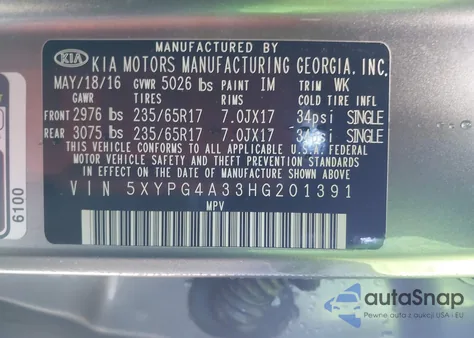 MANUFACTURED BY
KIA KIA MOTORS MANUFACTURING GEORGIA, INC.
MAY/18/16 GVWR 5026 lbs PAINT IM TRIM WK
GAWR TIRES RIMS COLD TIRE INFL
FRONT 2976 lbs 235/65R17 7.0JX17 34psi SINGLE
REAR 3075 lbs 235/65R17 7.0JX17 34psi SINGLE
THIS VEHICLE CONFORMS TO ALL APPLICABLE
FEDERAL MOTOR VEHICLE SAFETY STANDARDS IN
EFFECT ON THE DATE OF MANUFACTURE SHOWN ABOVE.
VIN 5XYPG4A33HG201391
MPV
6100
autoSnap
Pewne auta z aukcji USA - EU